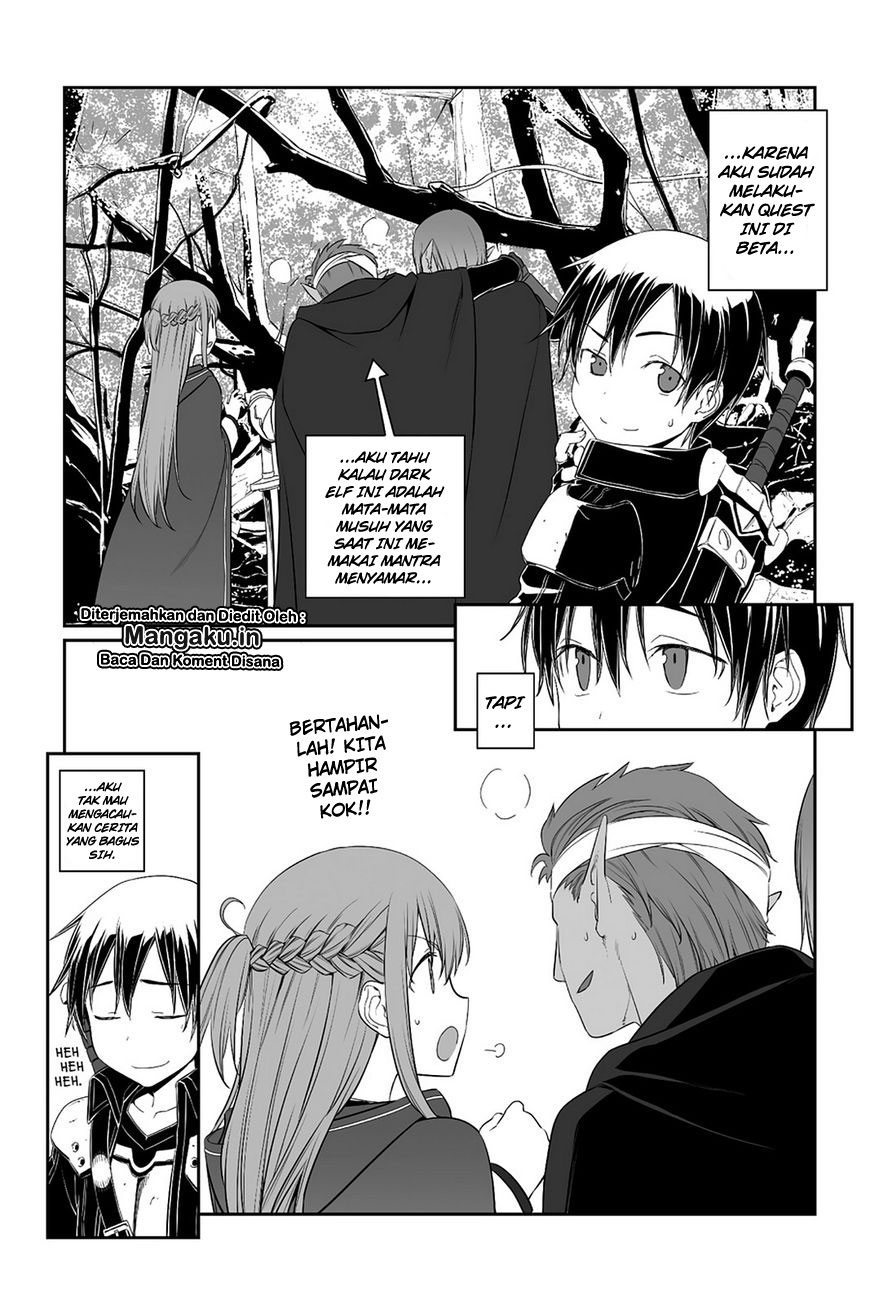 ...KARENA
AKU SUDAH
MELAKU-
KAN QUEST
INI DI
BETA...
...AKU TAHU
KALAU DARK
ELF INI ADALAH
MATA-MATA
MUSUH YANG
SAAT INI ME-
MAKAI MANTRA
MENYAMAR...
Diterjemahkan dan Diedit Oleh :
Mangaku.in
Baca Dan Koment Disana
TAPI
...
BERTAHAN-
LAH! KITA
HAMPIR
SAMPAI
KOK!!
...AKU
TAK MAU
MENGACAU-
KAN CERITA
YANG BAGUS
SIH.
HEH
HEH
HEH.